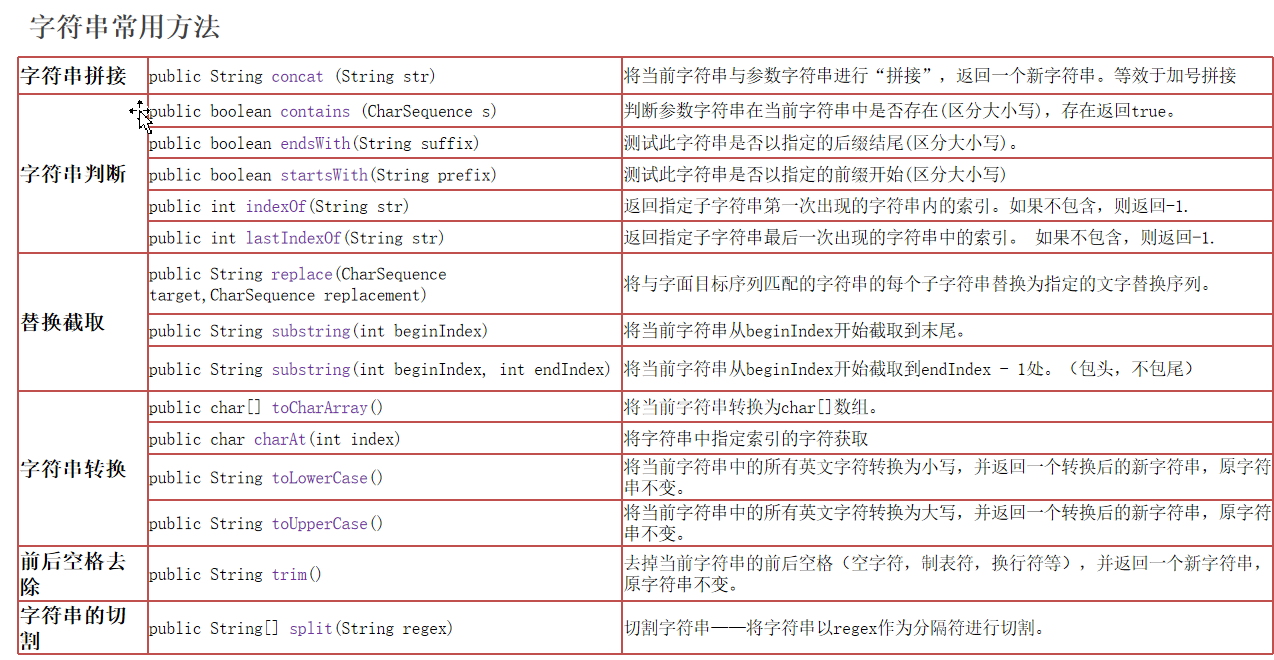 字符串常用方法
字符串拼接
public String concat (String str)
将当前字符串与参数字符串进行“拼接”，返回一个新字符串。等效于加号拼接
字符串判断
public boolean contains (CharSequence s)
判断参数字符串在当前字符串中是否存在(区分大小写)，存在返回true。
public boolean endsWith(String suffix)
测试此字符串是否以指定的后缀结尾(区分大小写)。
public boolean startsWith(String prefix)
测试此字符串是否以指定的前缀开始(区分大小写)
public int indexOf(String str)
返回指定子字符串第一次出现的字符串内的索引。如果不包含，则返回-1.
public int lastIndexOf(String str)
返回指定子字符串最后一次出现的字符串中的索引。 如果不包含，则返回-1.
替换截取
public String replace(CharSequence
target,CharSequence replacement)
将与字面目标序列匹配的字符串的每个子字符串替换为指定的文字替换序列。
public String substring(int beginIndex)
将当前字符串从beginIndex开始截取到末尾。
public String substring(int beginIndex, int endIndex)
将当前字符串从beginIndex开始截取到endIndex - 1处。（包头，不包尾）
字符串转换
public char[] toCharArray()
将当前字符串转换为char[]数组。
public char charAt(int index)
将字符串中指定索引的字符获取
public String toLowerCase()
将当前字符串中的所有英文字符转换为小写，并返回一个转换后的新字符串，原字符
串不变。
public String toUpperCase()
将当前字符串中的所有英文字符转换为大写，并返回一个转换后的新字符串，原字符
串不变。
前后空格去
除
public String trim()
去掉当前字符串的前后空格（空字符，制表符，换行符等），并返回一个新字符串，
原字符串不变。
字符串的切
割
public String[] split(String regex)
切割字符串——将字符串以regex作为分隔符进行切割。